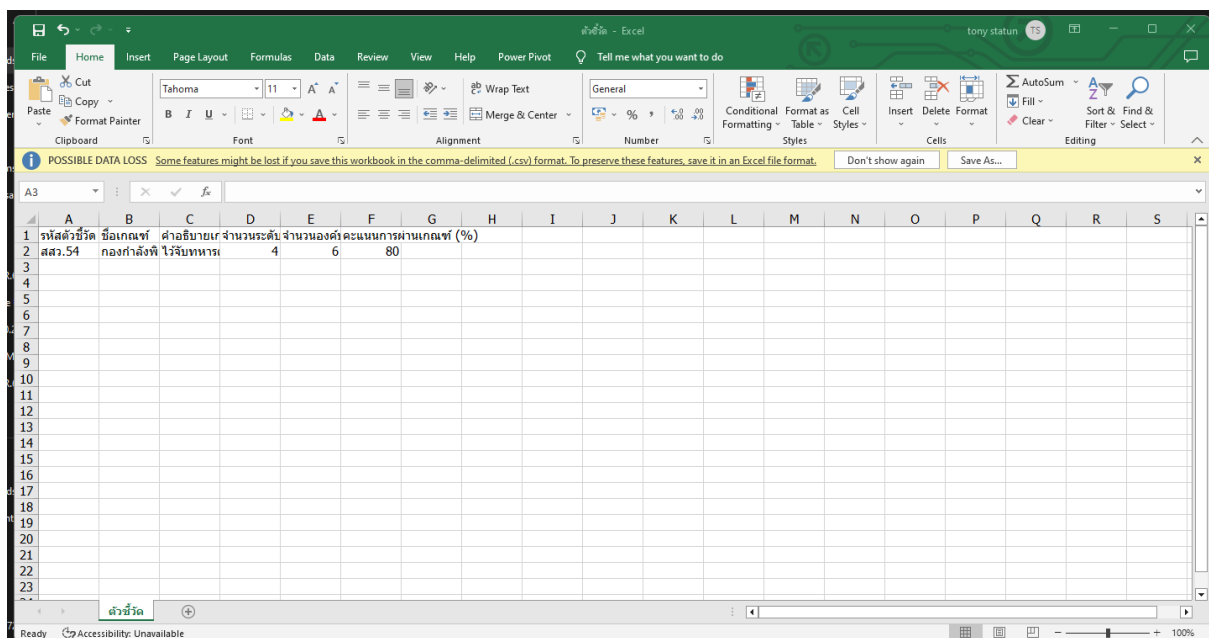 ตัวชี้วัด - Excel
tony statun TS
File Home Insert Page Layout Formulas Data Review View Help Power Pivot Tell me what you want to do
Paste
Cut
Copy
Format Painter
Clipboard
Tahoma 11
B I U
Font
Wrap Text
Merge & Center
Alignment
General
Number
Conditional Formatting
Format as Table
Cell Styles
Styles
Insert Delete Format
Cells
AutoSum
Fill
Clear
Sort & Filter
Find & Select
Editing
POSSIBLE DATA LOSS Some features might be lost if you save this workbook in the comma-delimited (.csv) format. To preserve these features, save it in an Excel file format. Don't show again Save As...
A3 fx
A B C D E F G H I J K L M N O P Q R S
1 รหัสตัวชี้วัด ชื่อเกณฑ์ คำอธิบายเก จำนวนระดับ จำนวนองค์ป คะแนนการผ่านเกณฑ์ (%)
2 สสว.54 กองกำลังพิ ไว้จับทหาร 4 6 80
3
4
5
6
7
8
9
10
11
12
13
14
15
16
17
18
19
20
21
22
23
ตัวชี้วัด
Ready Accessibility: Unavailable 100%